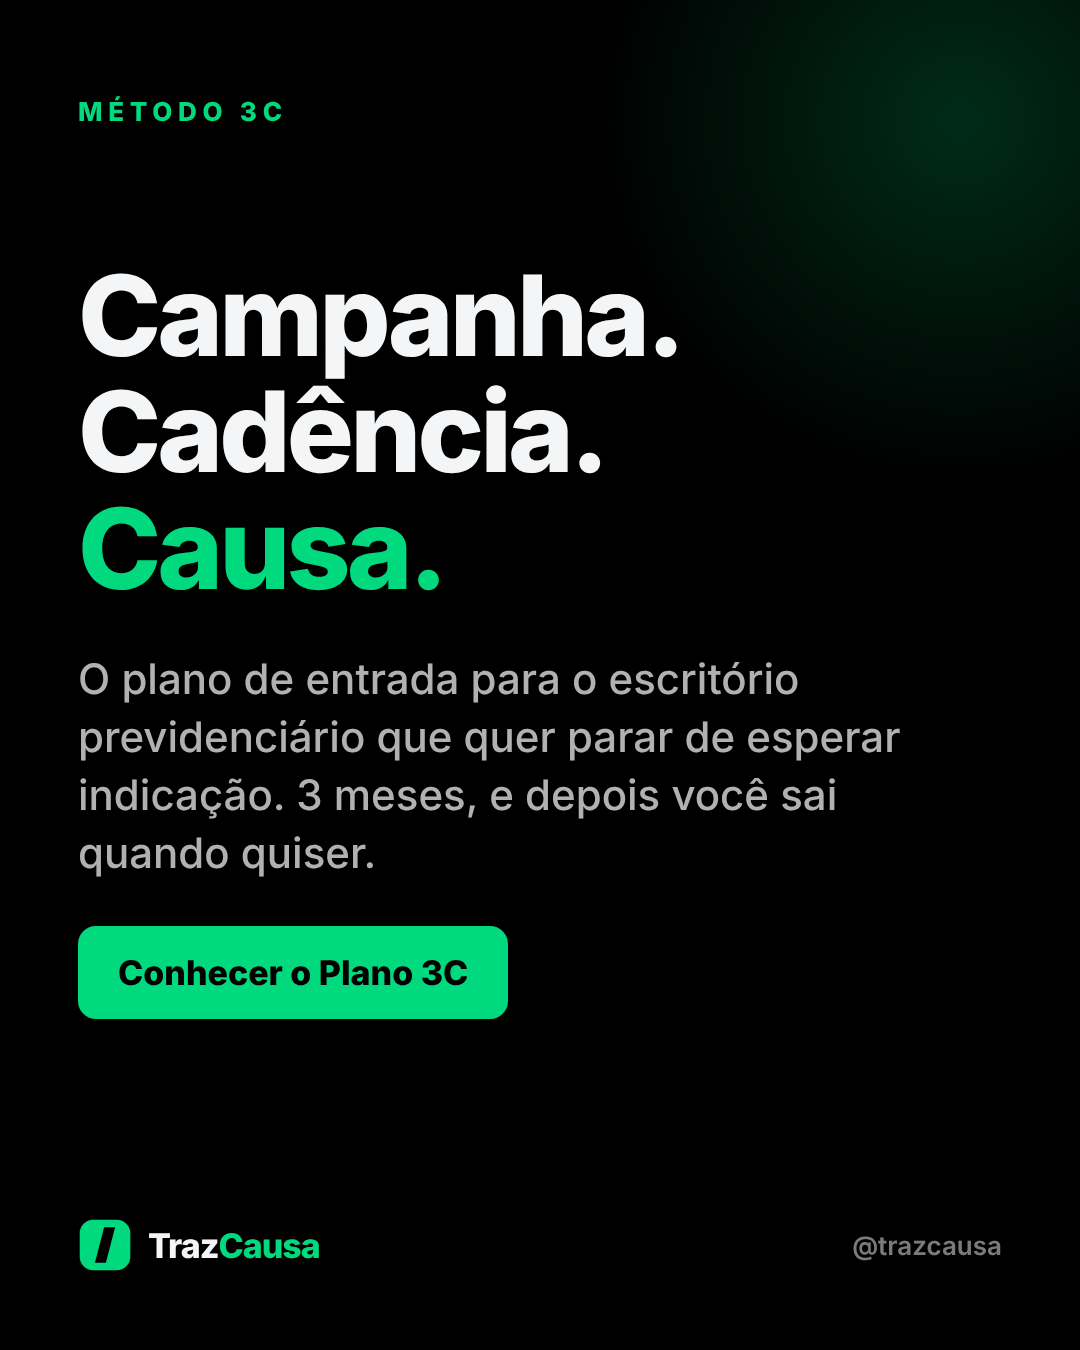 MÉTODO 3C
Campanha.
Cadência.
Causa.
O plano de entrada para o escritório
previdenciário que quer parar de esperar
indicação. 3 meses, e depois você sai
quando quiser.
Conhecer o Plano 3C
TrazCausa
@trazcausa